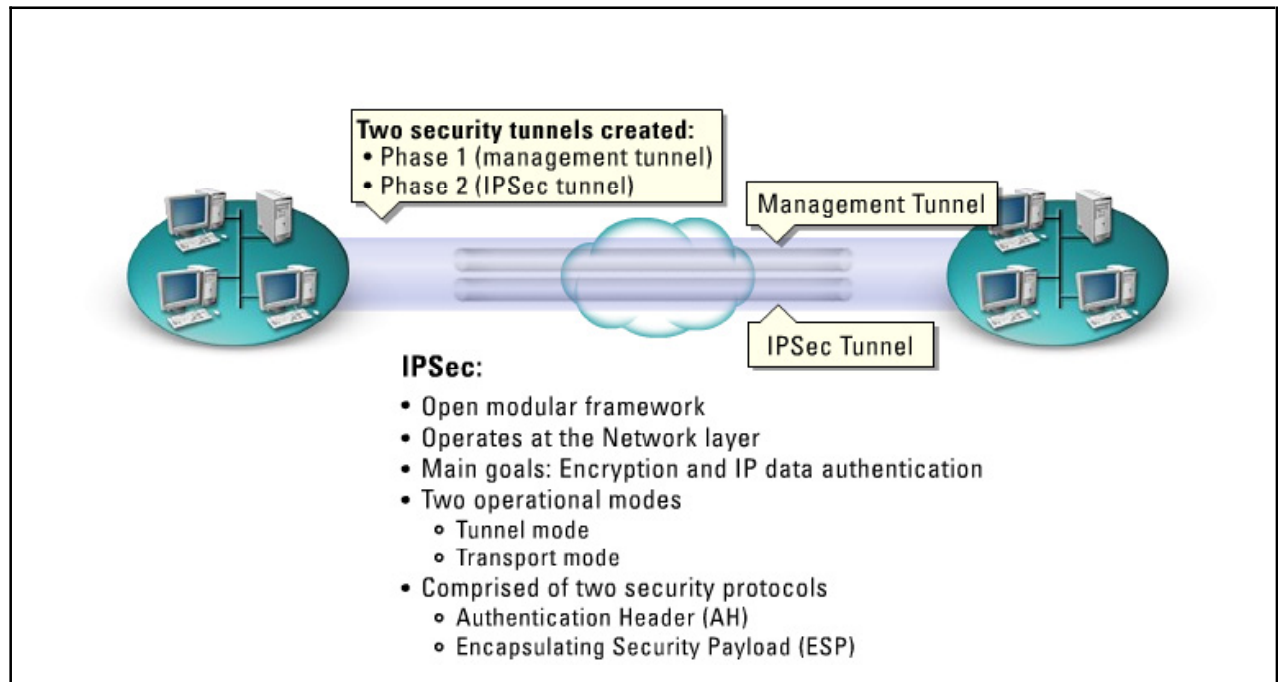 Two security tunnels created:
• Phase 1 (management tunnel)
• Phase 2 (IPSec tunnel)
Management Tunnel
IPSec Tunnel
IPSec:
• Open modular framework
• Operates at the Network layer
• Main goals: Encryption and IP data authentication
• Two operational modes
∘ Tunnel mode
∘ Transport mode
• Comprised of two security protocols
∘ Authentication Header (AH)
∘ Encapsulating Security Payload (ESP)